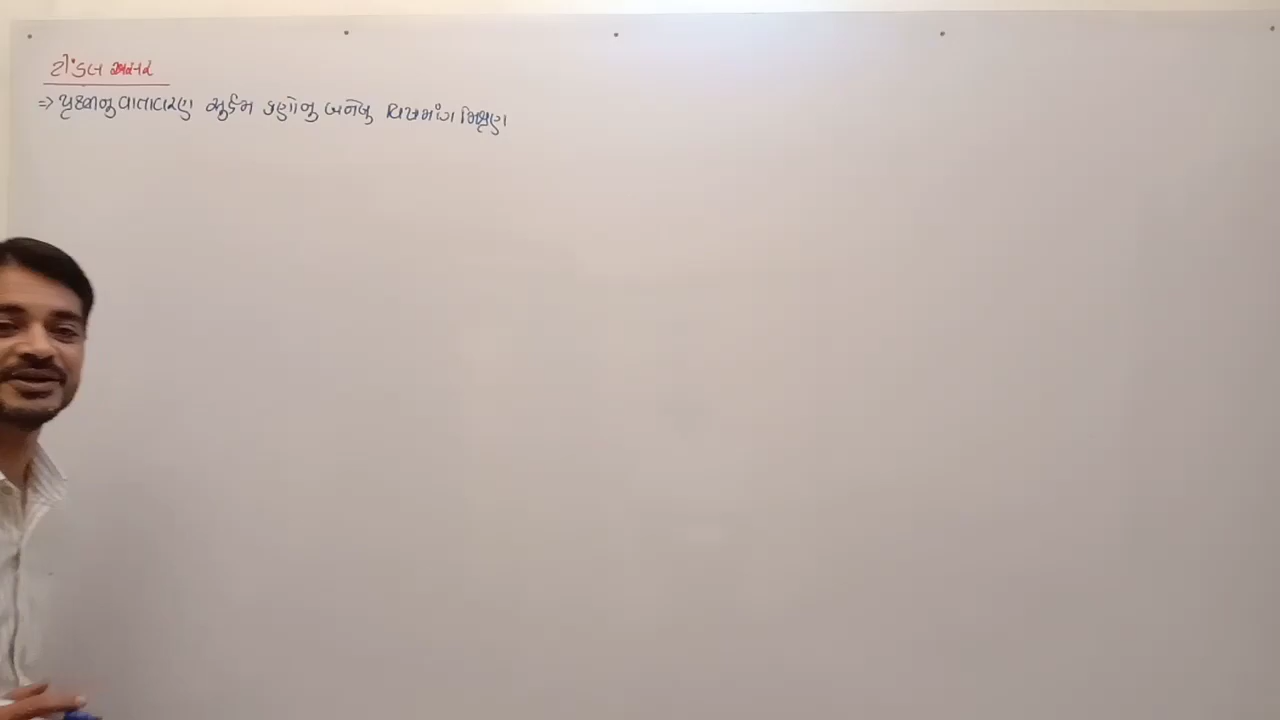 ટીંડલ અસર
⇒ પૃથ્વીનુ વાતાવરણ સૂક્ષ્મ કણોનુ બનેલુ વિષમાંગ મિશ્રણ